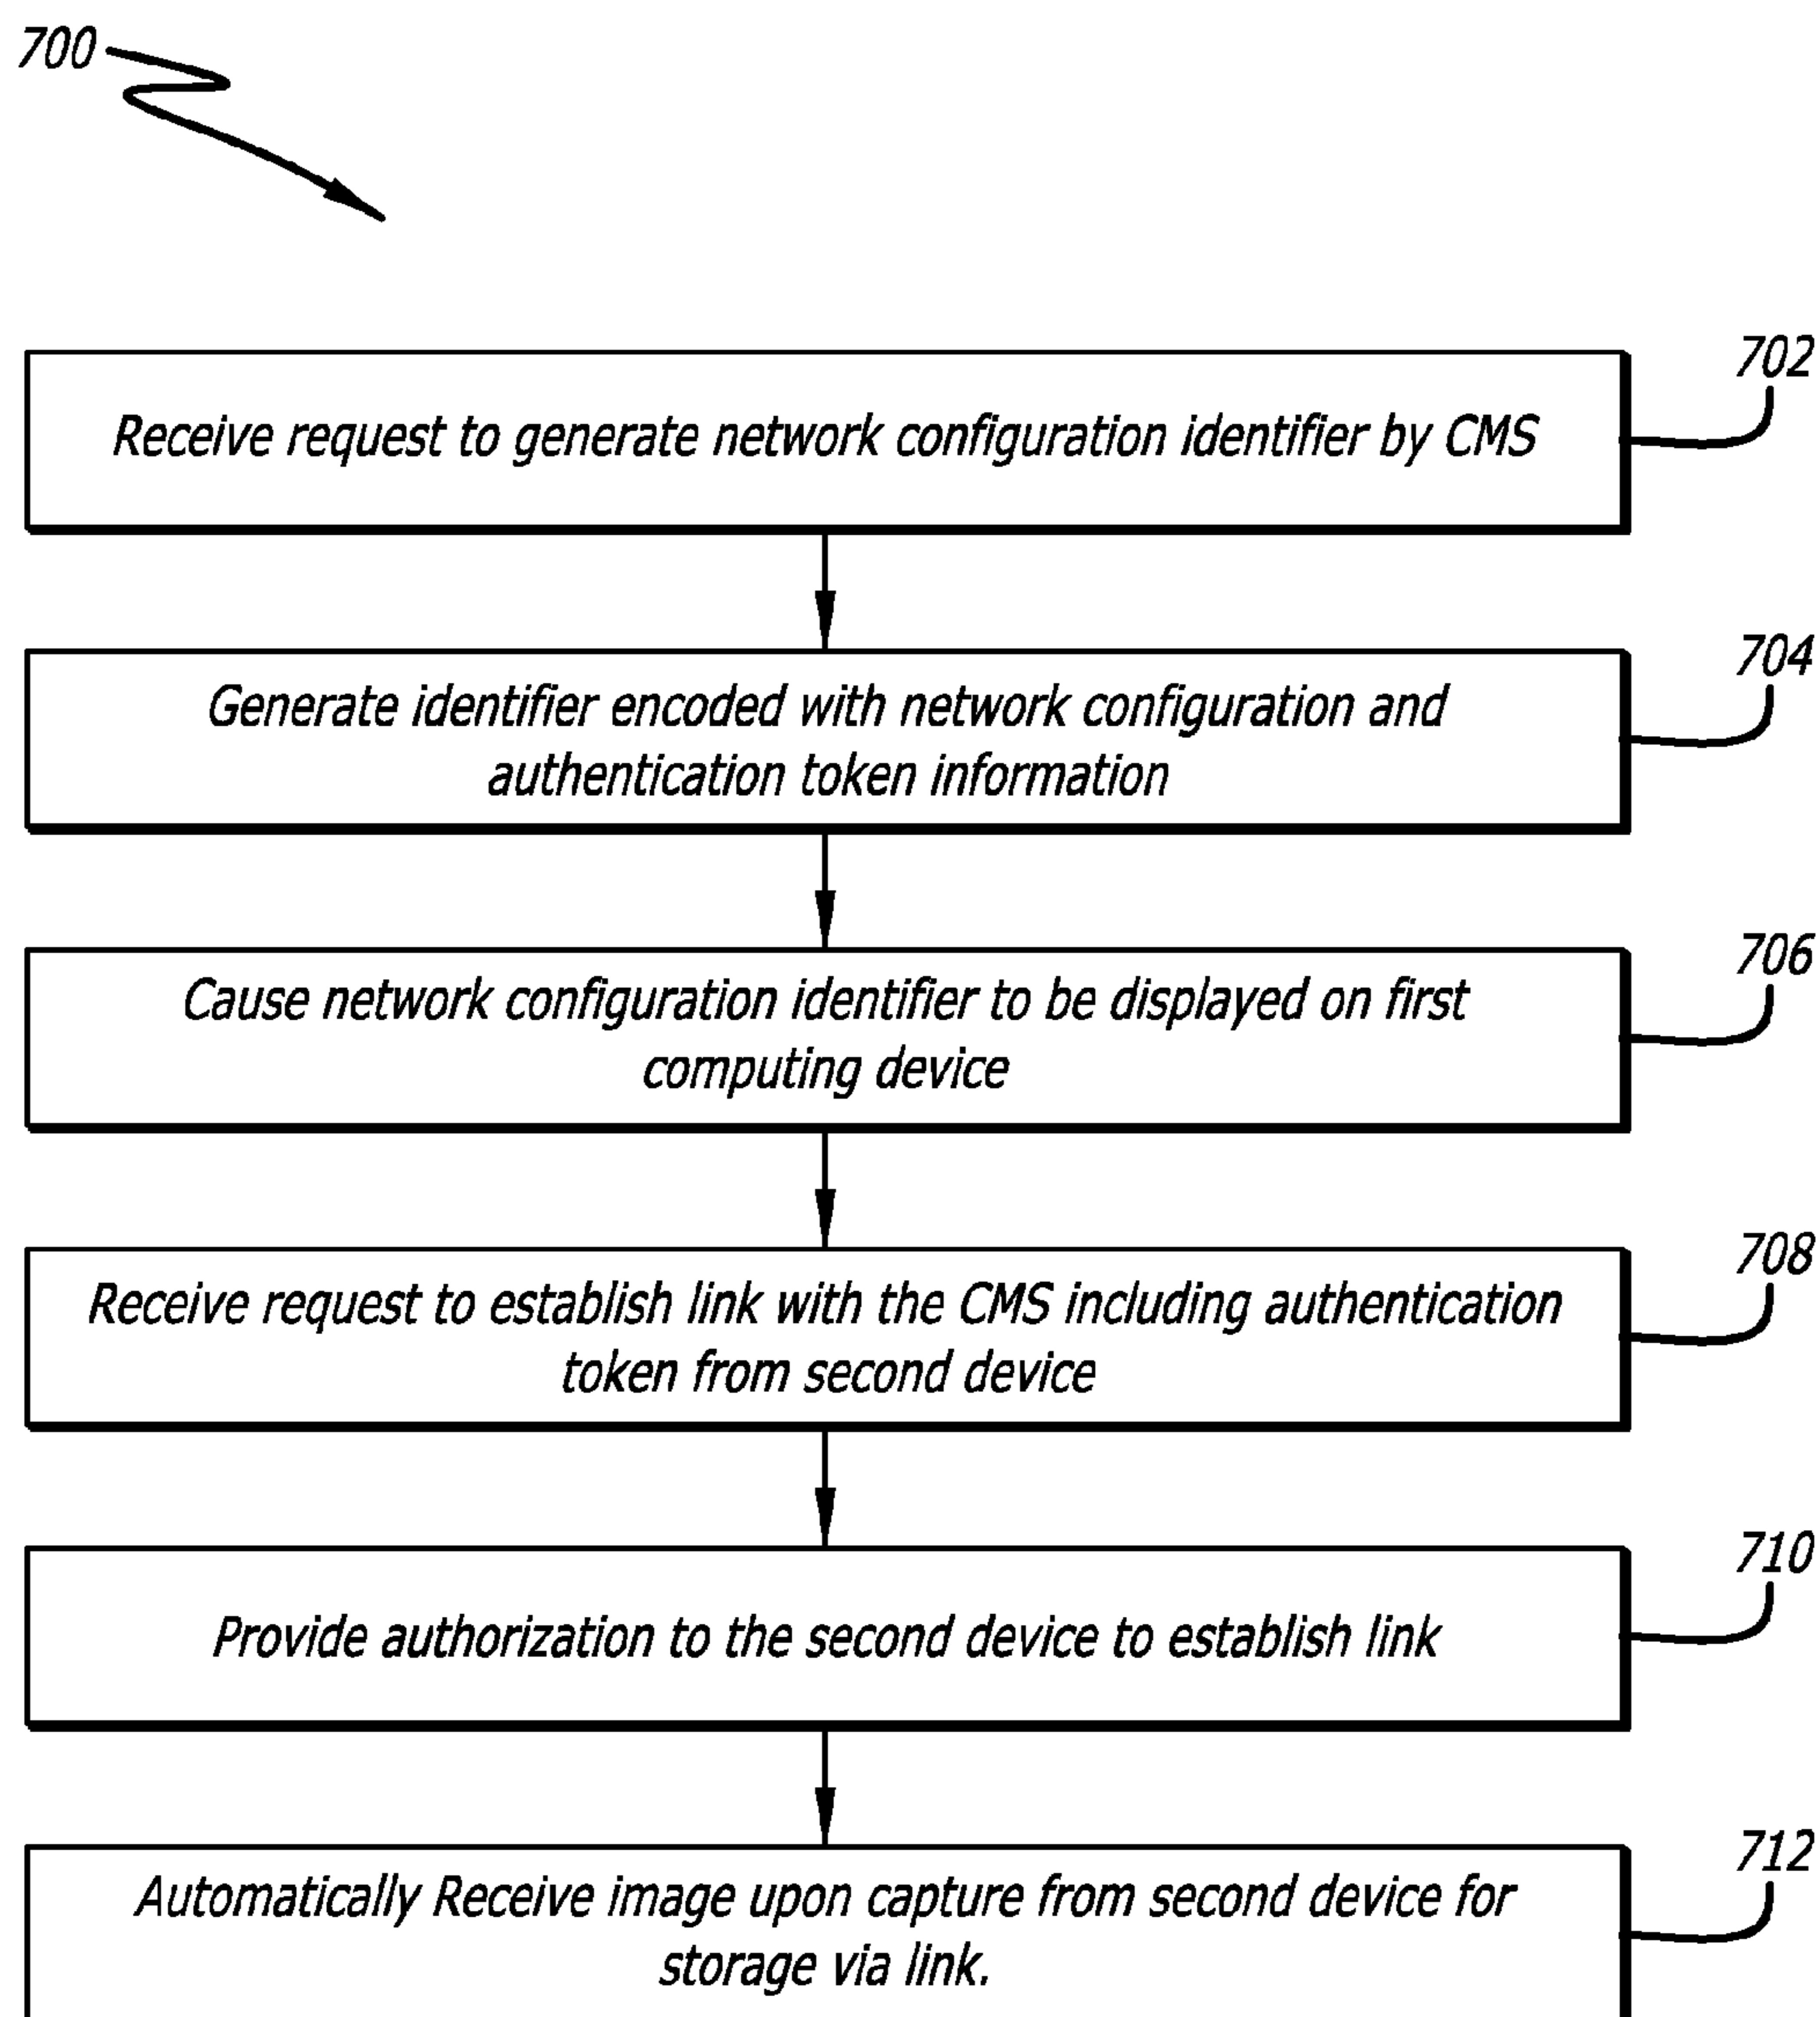 700
702
Receive request to generate network configuration identifier by CMS
704
Generate identifier encoded with network configuration and
authentication token information
706
Cause network configuration identifier to be displayed on first
computing device
708
Receive request to establish link with the CMS including authentication
token from second device
710
Provide authorization to the second device to establish link
712
Automatically Receive image upon capture from second device for
storage via link.